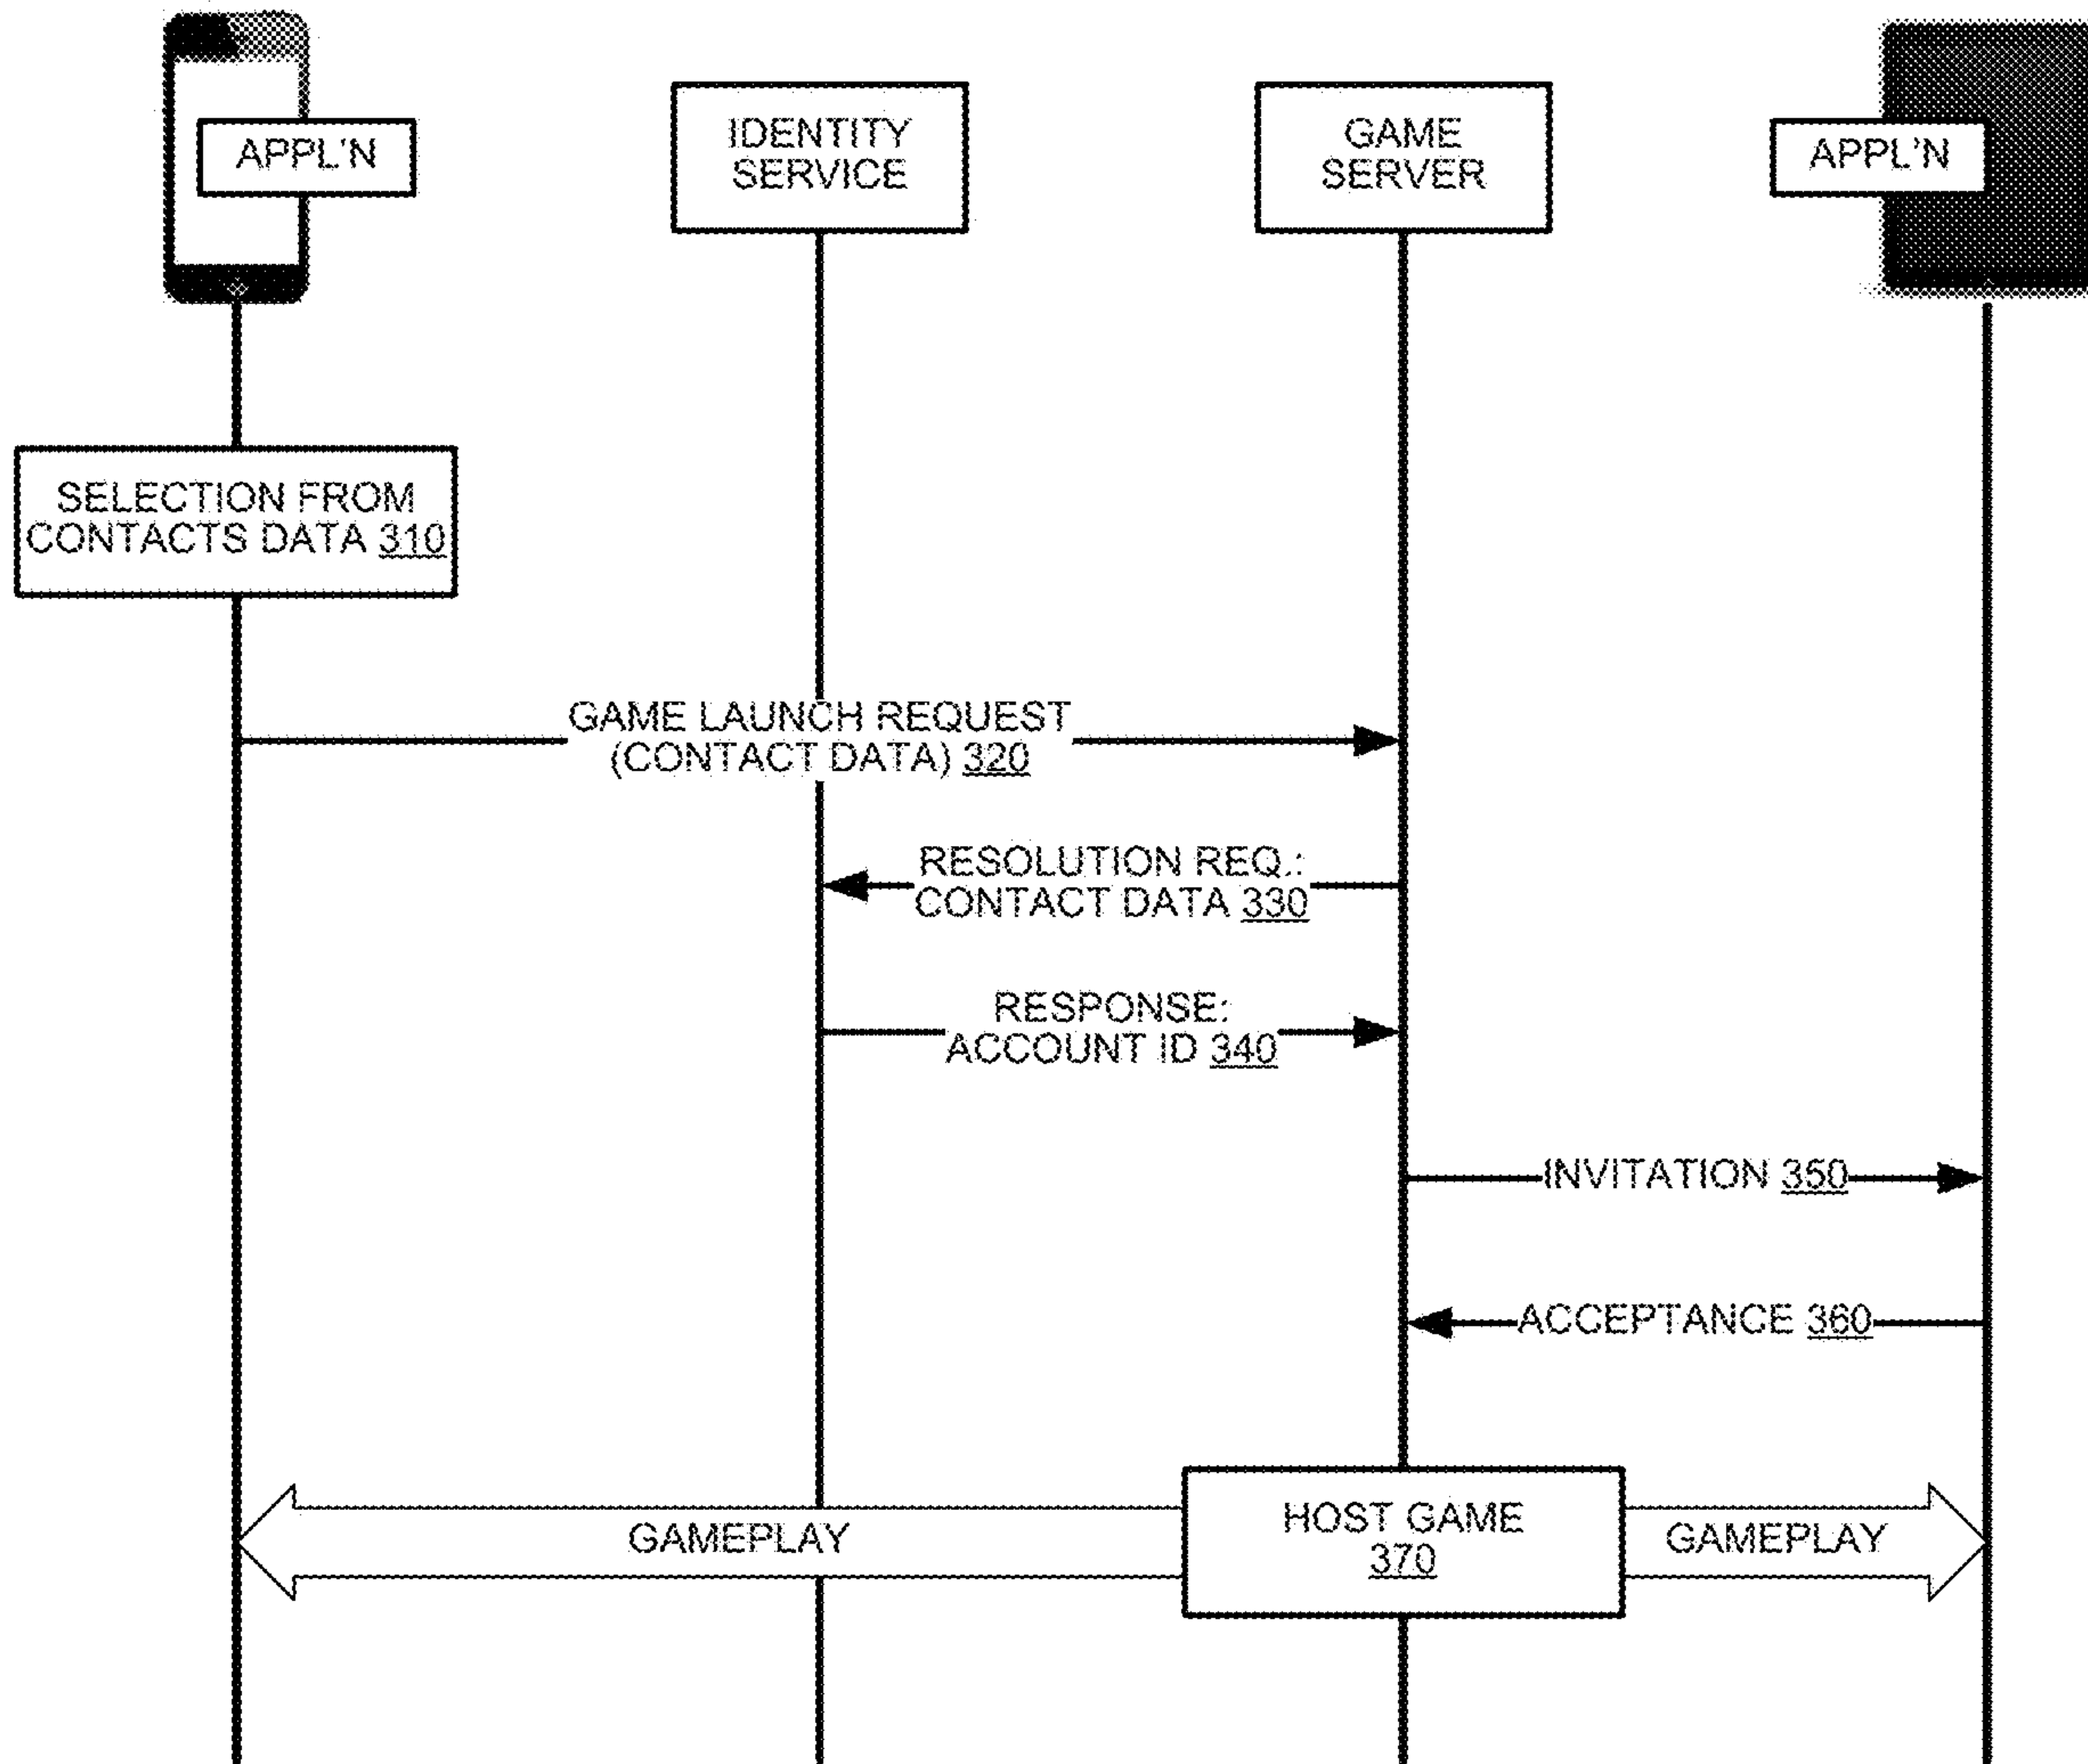 APPL'N
IDENTITY
SERVICE
GAME
SERVER
APPL'N
SELECTION FROM
CONTACTS DATA 310
GAME LAUNCH REQUEST
(CONTACT DATA) 320
RESOLUTION REQ.:
CONTACT DATA 330
RESPONSE:
ACCOUNT ID 340
INVITATION 350
ACCEPTANCE 360
GAMEPLAY
HOST GAME
370
GAMEPLAY